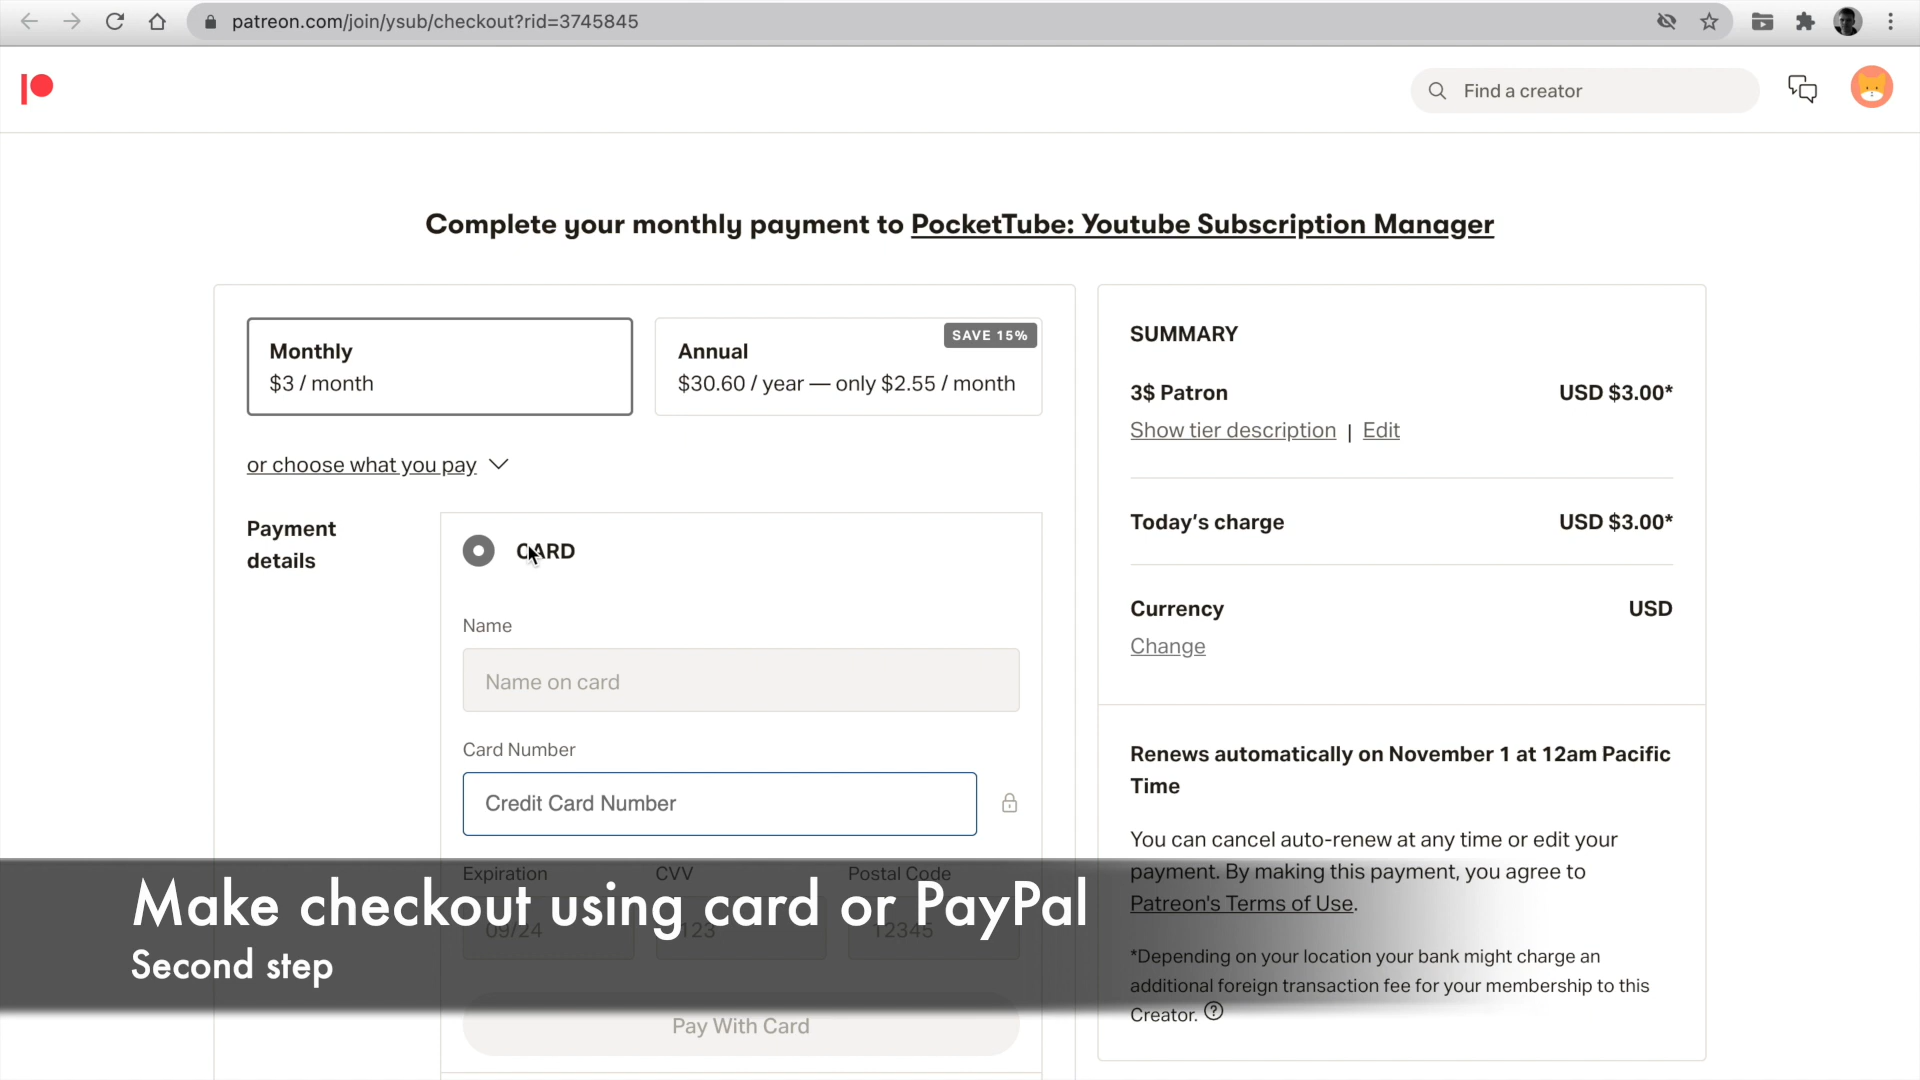 patreon.com/join/ysub/checkout?rid=3745845
Find a creator
Complete your monthly payment to PocketTube: Youtube Subscription Manager
Monthly
$3 / month
SAVE 15%
Annual
$30.60 / year — only $2.55 / month
or choose what you pay
Payment
details
CARD
Name
Name on card
Card Number
Credit Card Number
Expiration
CVV
Postal Code
09/24
123
12345
Pay With Card
SUMMARY
3$ Patron
USD $3.00*
Show tier description | Edit
Today’s charge
USD $3.00*
Currency
USD
Change
Renews automatically on November 1 at 12am Pacific
Time
You can cancel auto-renew at any time or edit your
payment. By making this payment, you agree to
Patreon's Terms of Use.
*Depending on your location your bank might charge an
additional foreign transaction fee for your membership to this
Creator. ?
Make checkout using card or PayPal
Second step